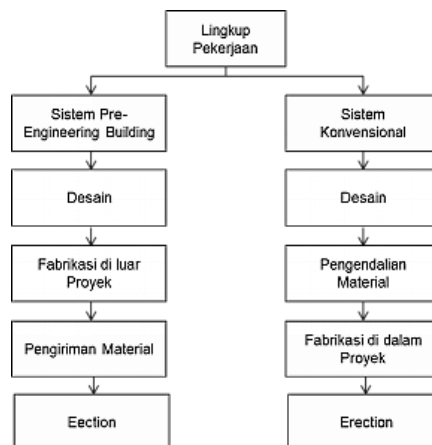 Lingkup
Pekerjaan
Sistem Pre-
Engineering Building
Sistem
Konvensional
Desain
Desain
Fabrikasi di luar
Proyek
Pengendalian
Material
Pengiriman Material
Fabrikasi di dalam
Proyek
Eection
Erection